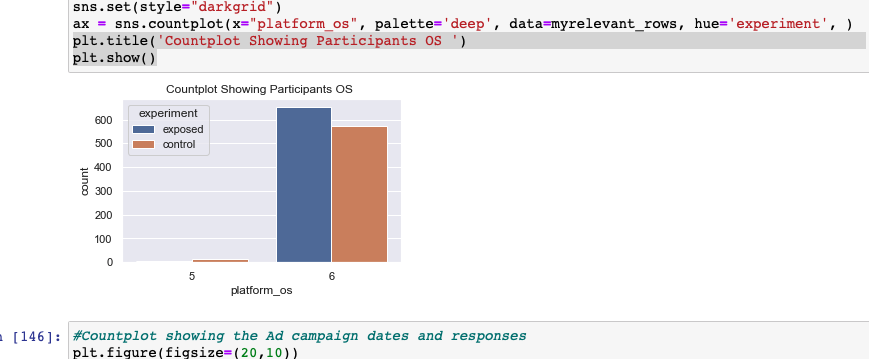 sns.set(style="darkgrid")
ax = sns.countplot(x="platform_os", palette='deep', data=myrelevant_rows, hue='experiment', )
plt.title('Countplot Showing Participants OS ')
plt.show()
Countplot Showing Participants OS
experiment
exposed
control
600
500
400
300
200
100
0
count
5 6
platform_os
n [146]: #Countplot showing the Ad campaign dates and responses
plt.figure(figsize=(20,10))